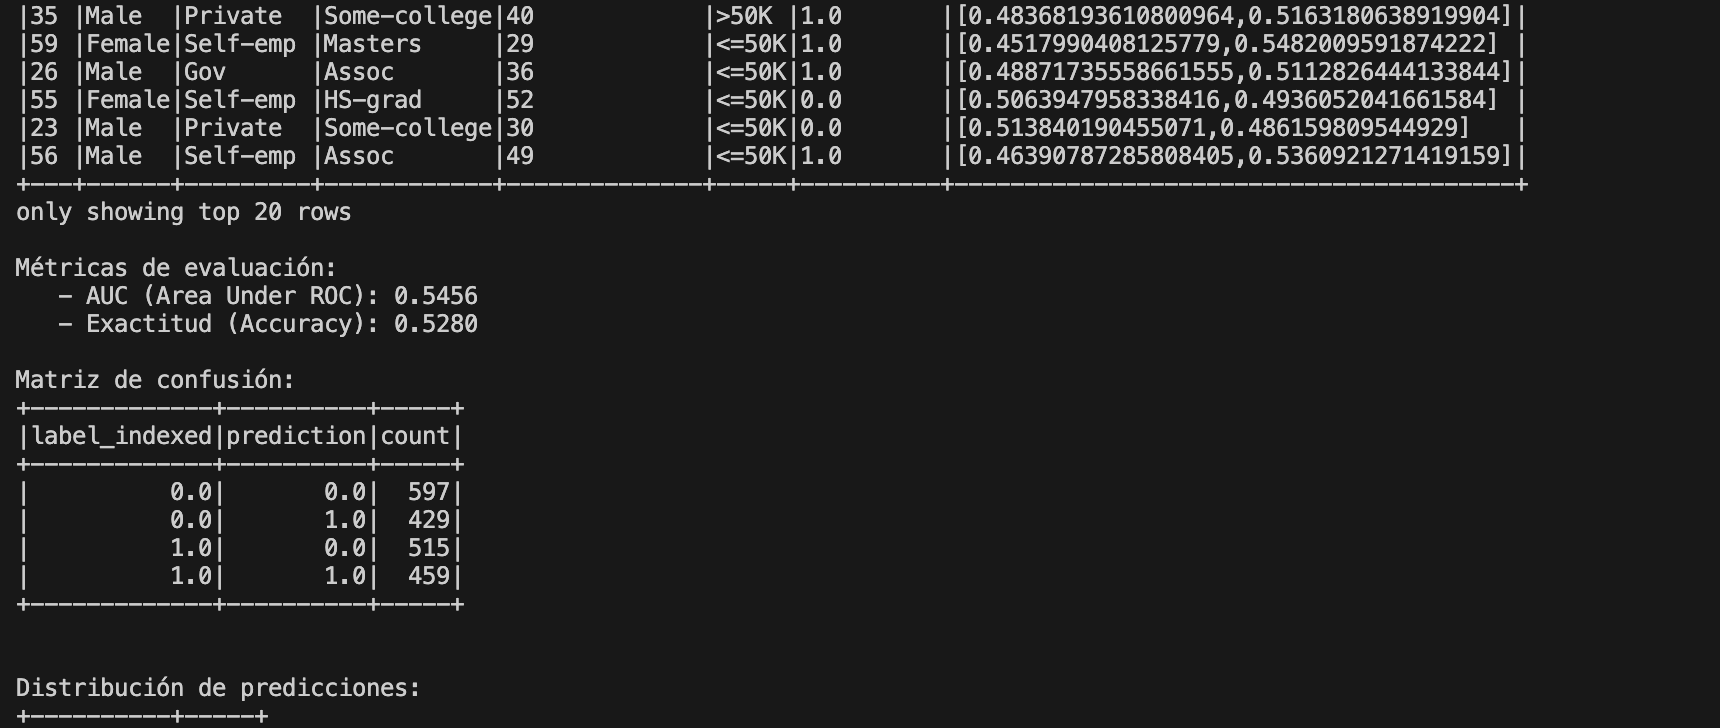 |35 |Male  |Private  |Some-college|40            |>50K |1.0       |[0.48368193610800964,0.5163180638919904]|
|59 |Female|Self-emp |Masters     |29            |<=50K|1.0       |[0.4517990408125779,0.5482009591874222] |
|26 |Male  |Gov      |Assoc       |36            |<=50K|1.0       |[0.48871735558661555,0.5112826444133844]|
|55 |Female|Self-emp |HS-grad     |52            |<=50K|0.0       |[0.5063947958338416,0.4936052041661584] |
|23 |Male  |Private  |Some-college|30            |<=50K|0.0       |[0.513840190455071,0.486159809544929]   |
|56 |Male  |Self-emp |Assoc       |49            |<=50K|1.0       |[0.46390787285808405,0.5360921271419159]|
+---+------+---------+------------+--------------+-----+----------+----------------------------------------+
only showing top 20 rows

Métricas de evaluación:
   - AUC (Area Under ROC): 0.5456
   - Exactitud (Accuracy): 0.5280

Matriz de confusión:
+-------------+----------+-----+
|label_indexed|prediction|count|
+-------------+----------+-----+
|          0.0|       0.0|  597|
|          0.0|       1.0|  429|
|          1.0|       0.0|  515|
|          1.0|       1.0|  459|
+-------------+----------+-----+

Distribución de predicciones:
+----------+-----+